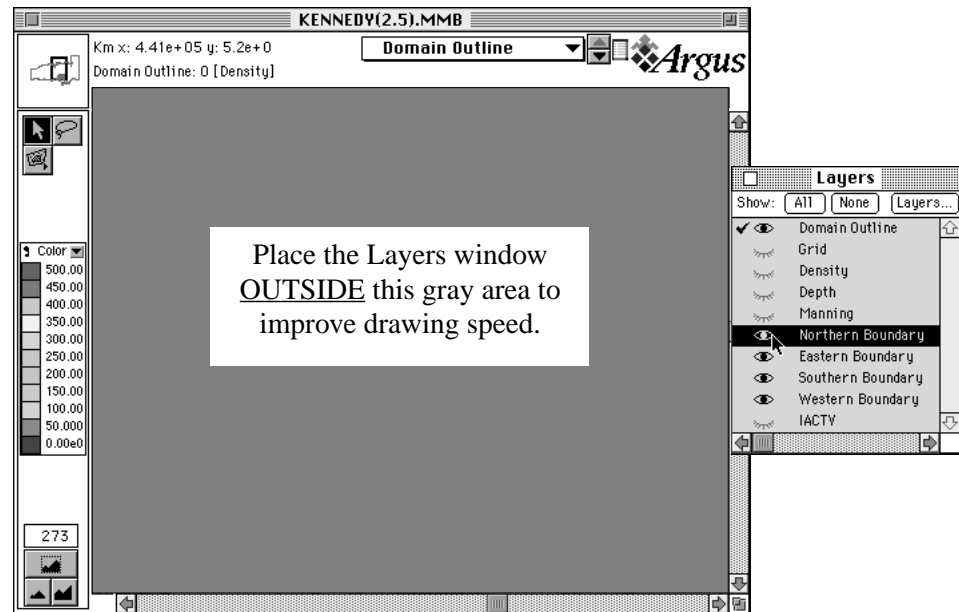 KENNEDY(2.5).MMB
Km x: 4.41e+05 y: 5.2e+0
Domain Outline: 0 [Density]
Domain Outline
Argus
Color
500.00
450.00
400.00
350.00
300.00
250.00
200.00
150.00
100.00
50.000
0.00e0
273
Place the Layers window
OUTSIDE this gray area to
improve drawing speed.
Layers
Show: All None Layers...
Domain Outline
Grid
Density
Depth
Manning
Northern Boundary
Eastern Boundary
Southern Boundary
Western Boundary
IACTV